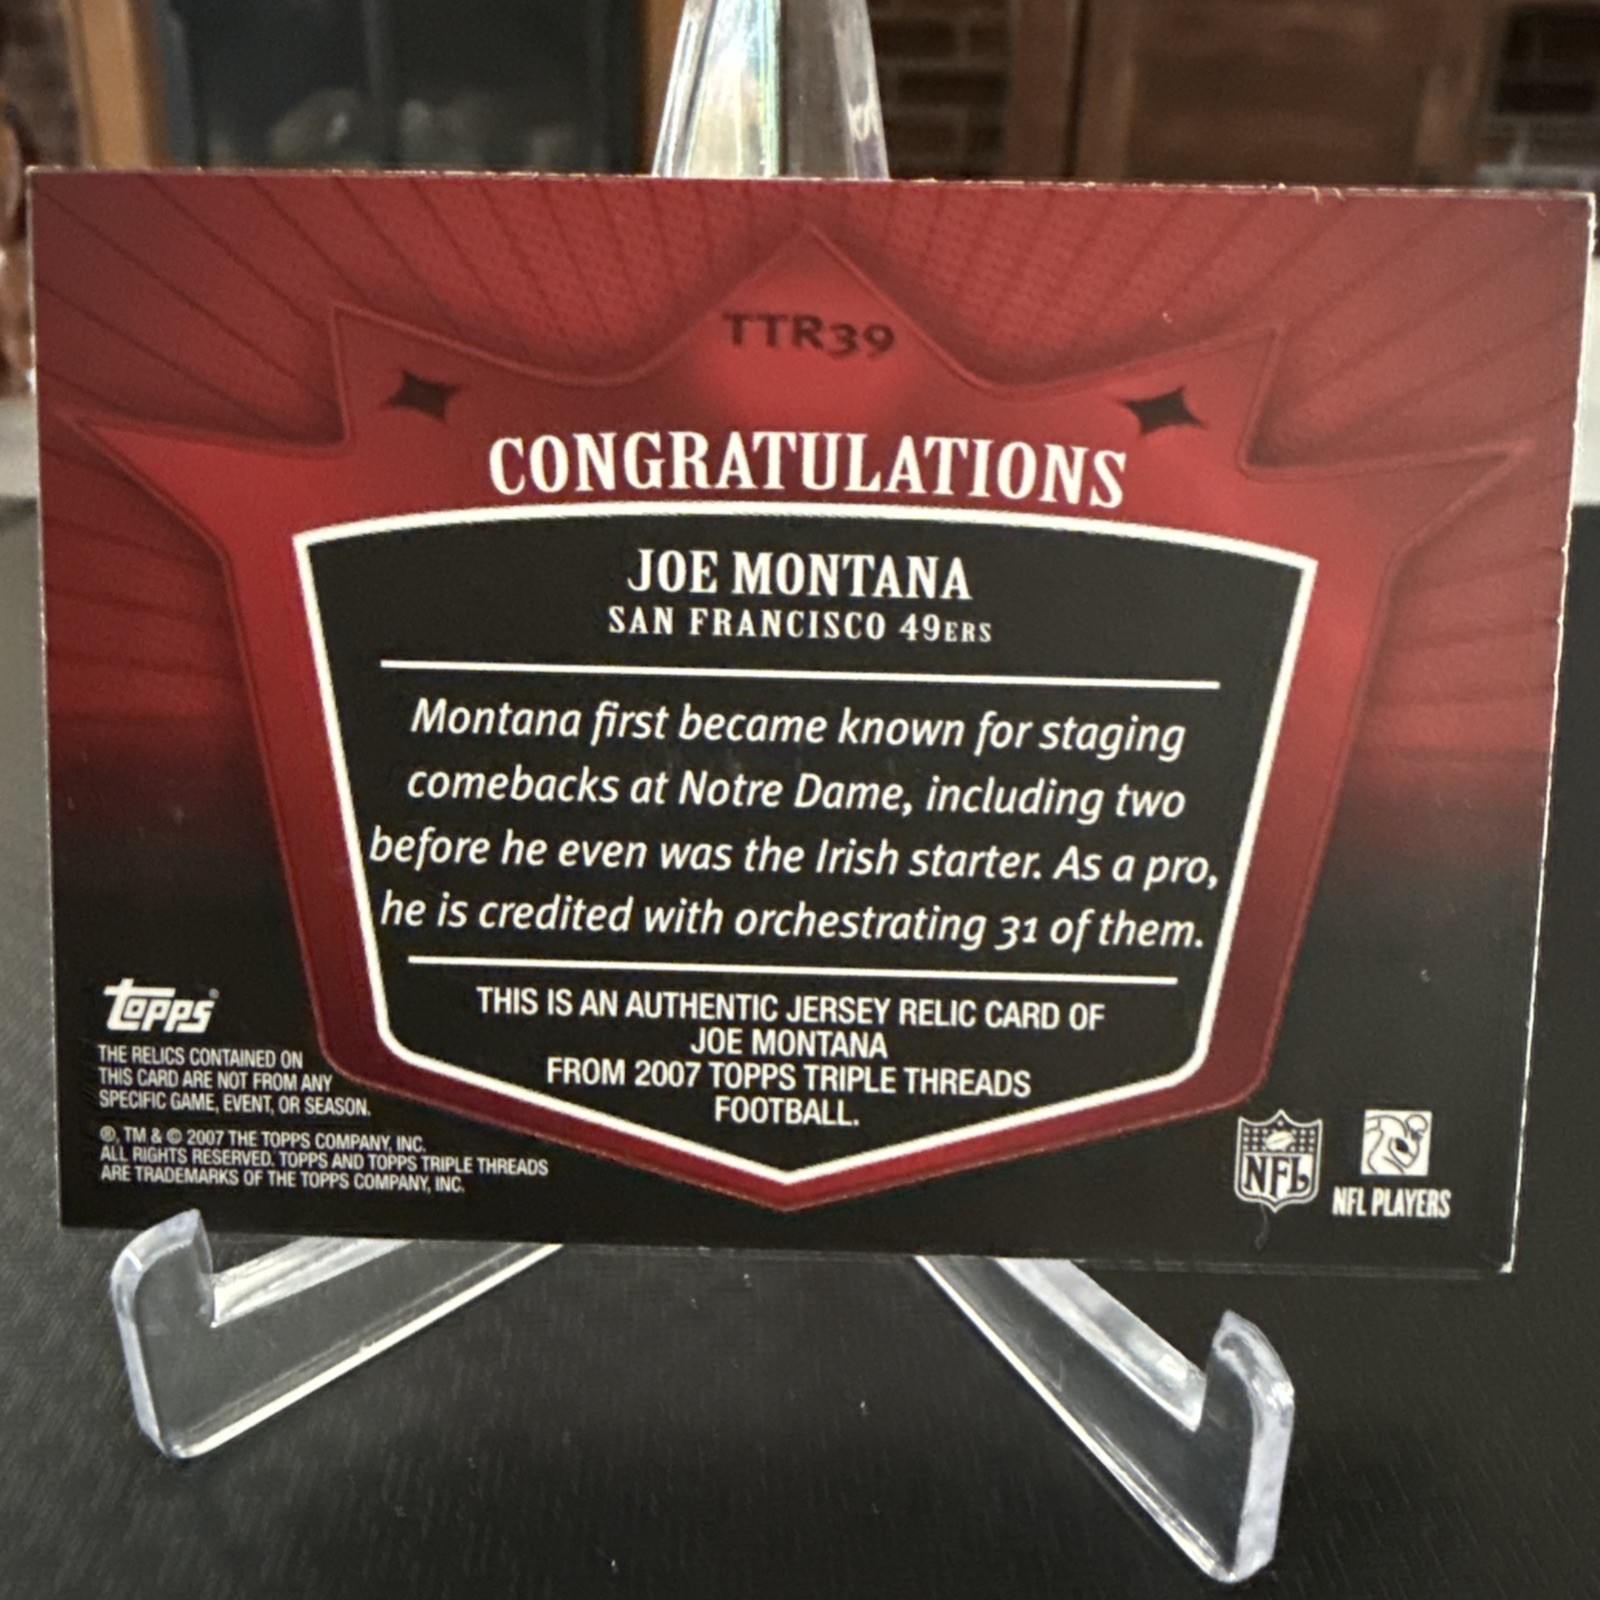 TTR39
CONGRATULATIONS
JOE MONTANA
SAN FRANCISCO 49ERS
Montana first became known for staging
comebacks at Notre Dame, including two
before he even was the Irish starter. As a pro,
he is credited with orchestrating 31 of them.
THIS IS AN AUTHENTIC JERSEY RELIC CARD OF
JOE MONTANA
FROM 2007 TOPPS TRIPLE THREADS
FOOTBALL.
topps®
THE RELICS CONTAINED ON
THIS CARD ARE NOT FROM ANY
SPECIFIC GAME, EVENT, OR SEASON.
®, TM & © 2007 THE TOPPS COMPANY, INC.
ALL RIGHTS RESERVED. TOPPS AND TOPPS TRIPLE THREADS
ARE TRADEMARKS OF THE TOPPS COMPANY, INC.
NFL
NFL PLAYERS